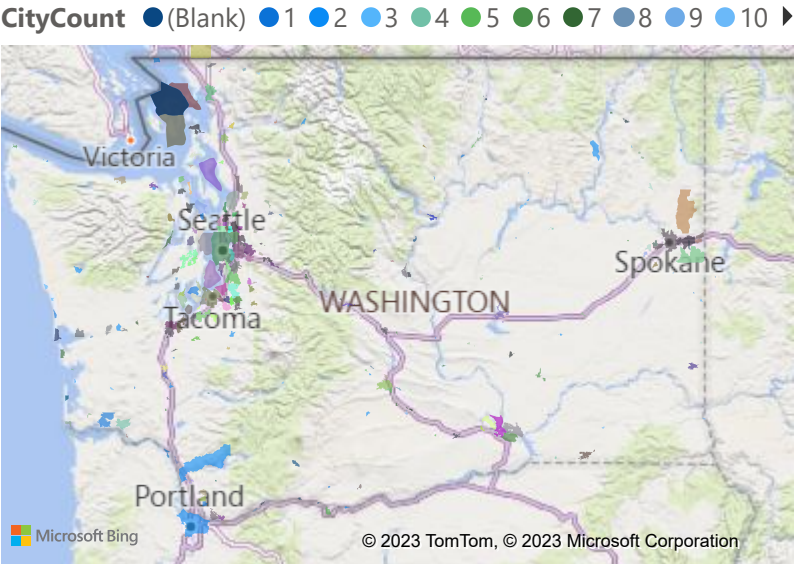 CityCount (Blank) 1 2 3 4 5 6 7 8 9 10
Victoria
Seattle
Spokane
WASHINGTON
Tacoma
Portland
Microsoft Bing
© 2023 TomTom, © 2023 Microsoft Corporation